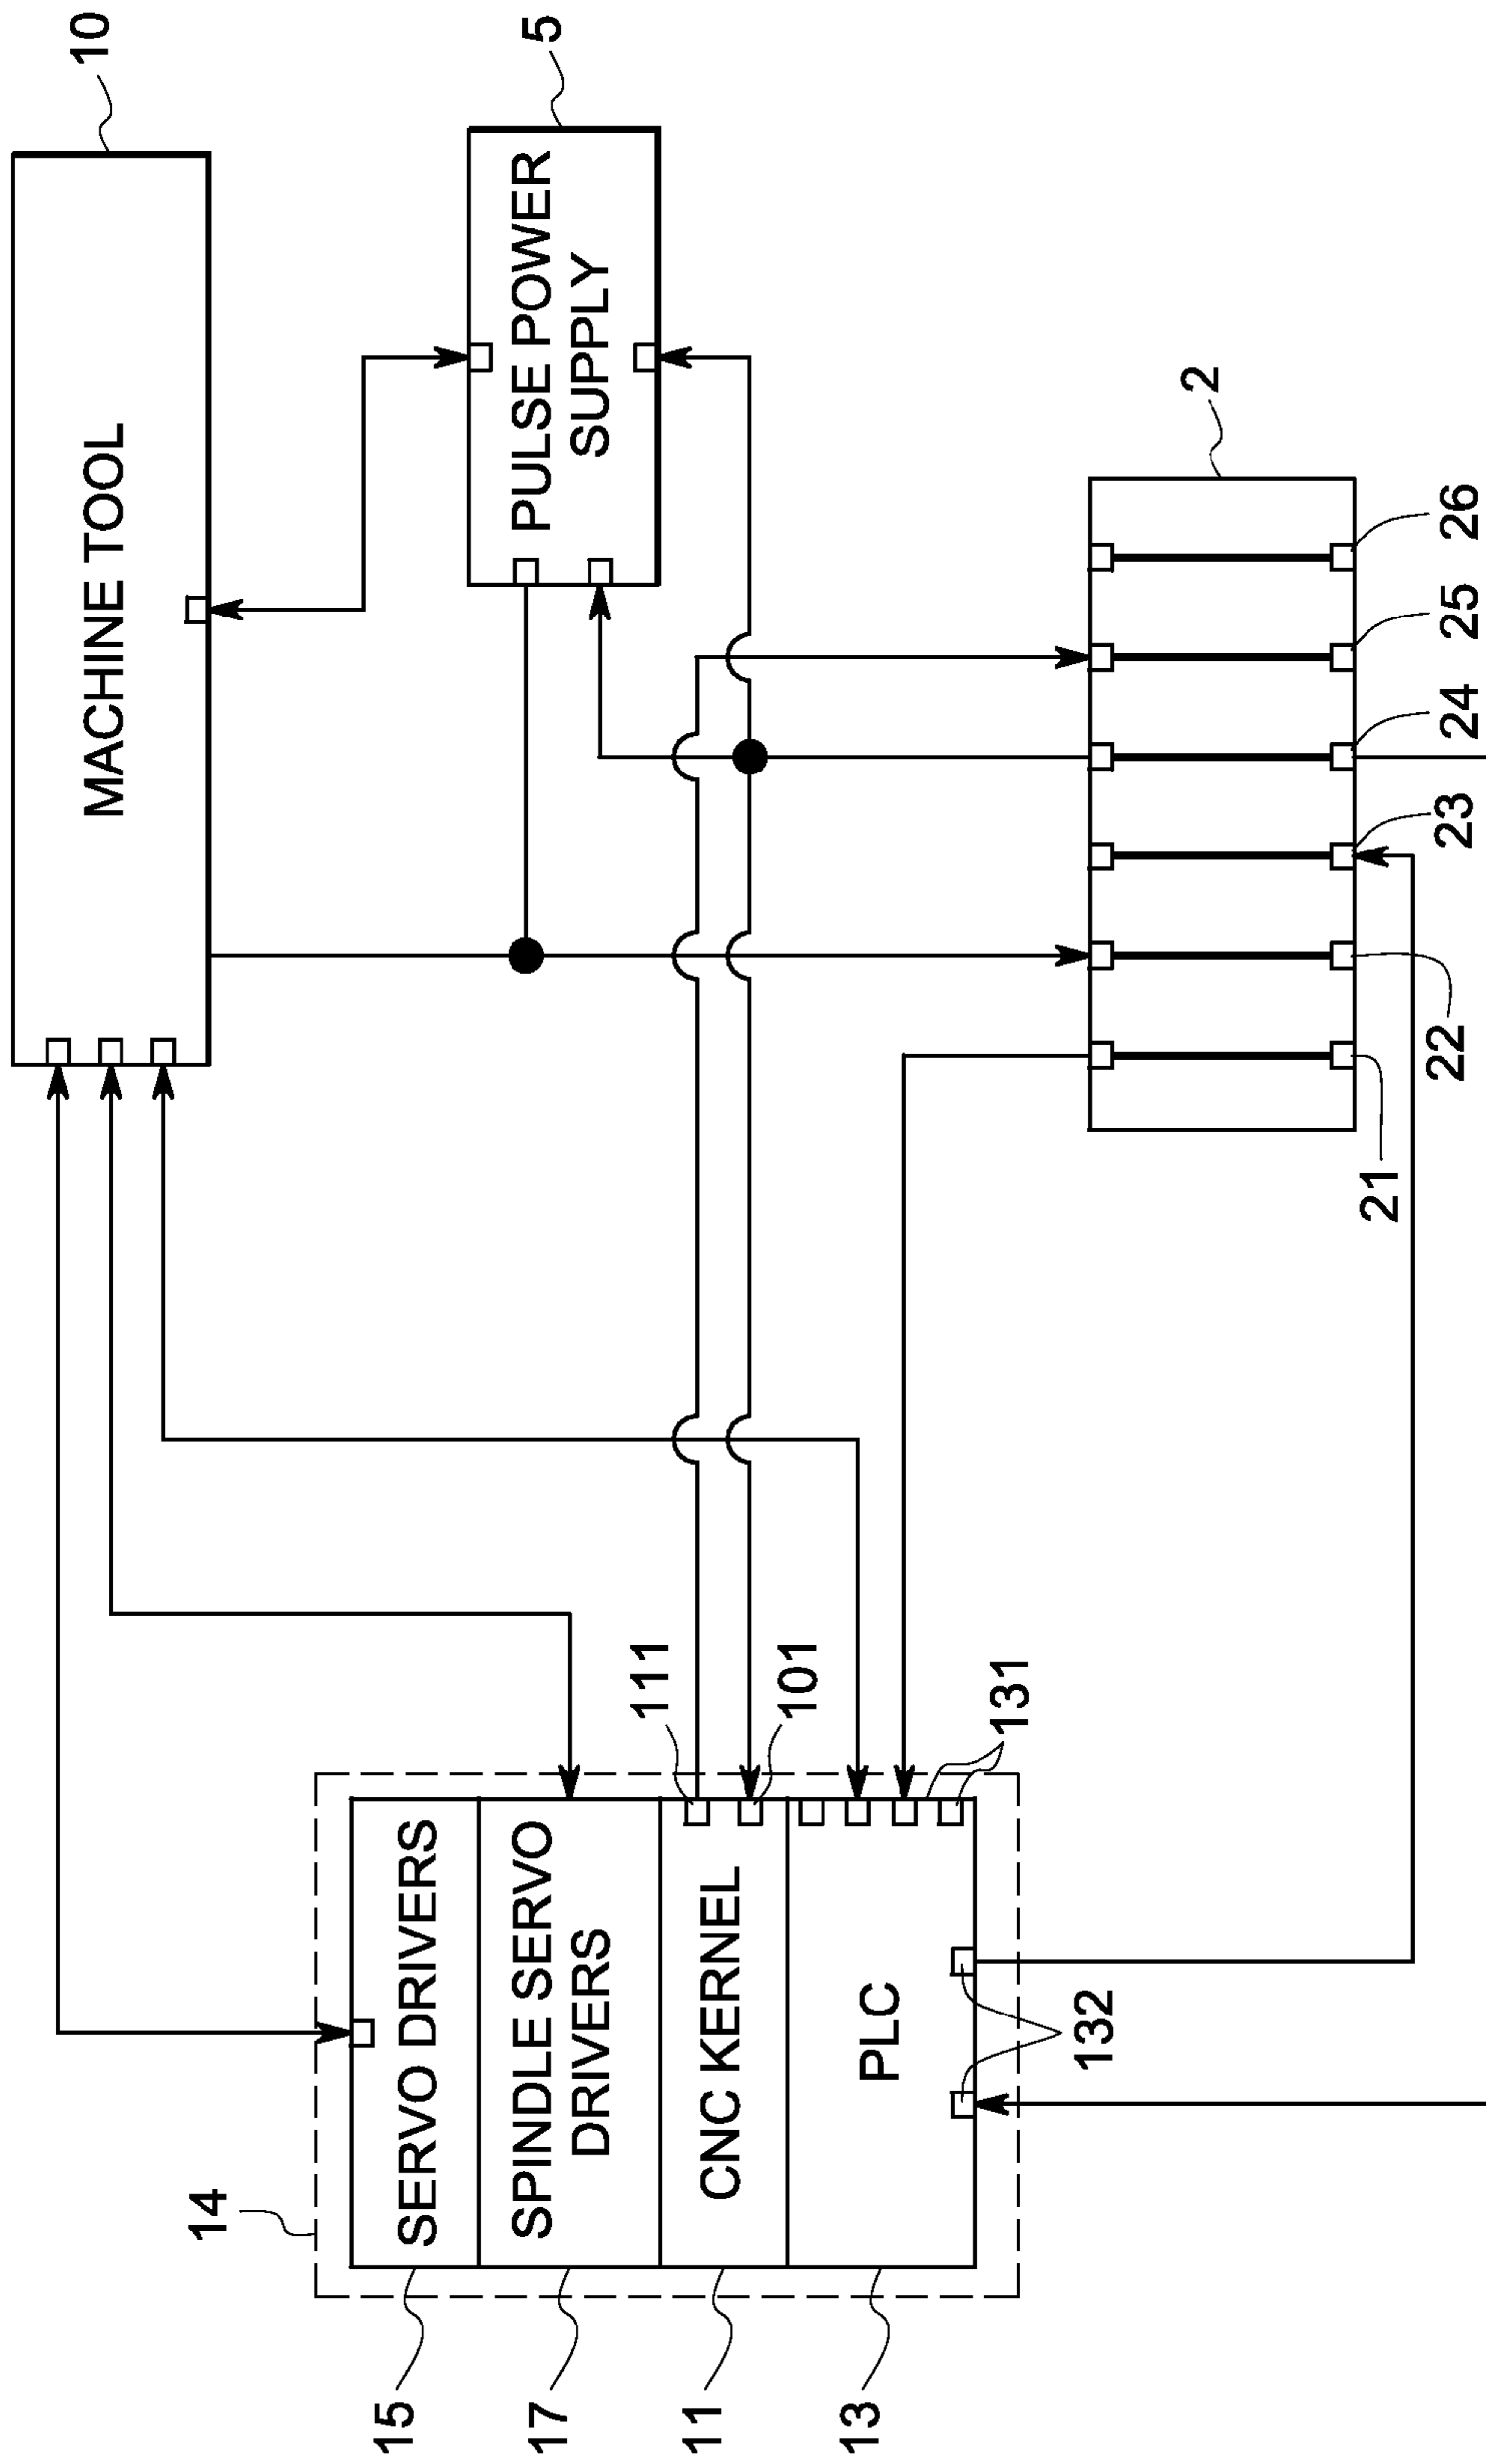 10
MACHINE TOOL
5
PULSE POWER
SUPPLY
14
15
SERVO DRIVERS
17
SPINDLE SERVO
DRIVERS
11
CNC KERNEL
111
101
13
PLC
131
132
2
21
22
23
24
25
26